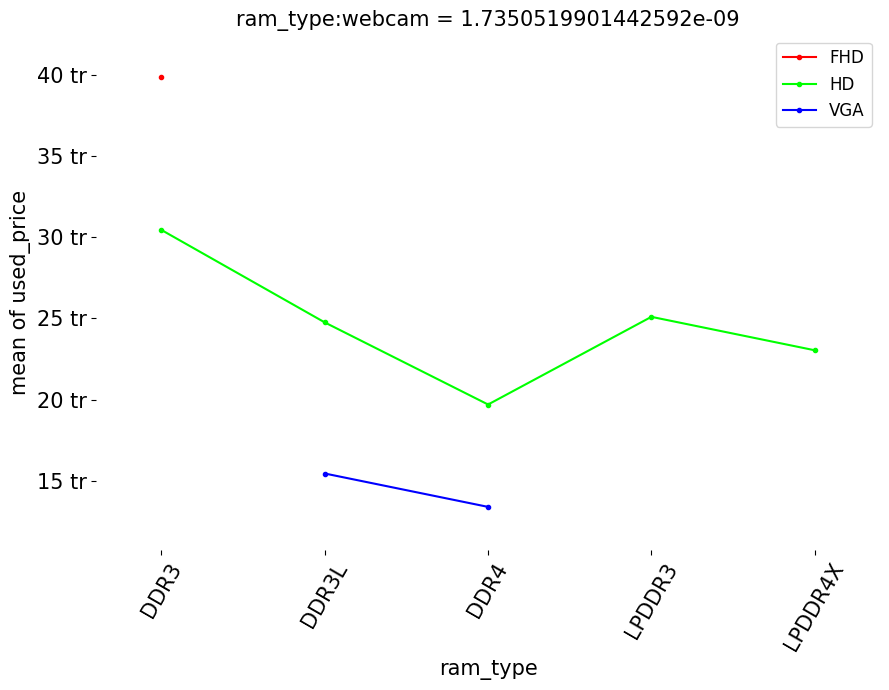 ram_type:webcam = 1.7350519901442592e-09
FHD
HD
VGA
40 tr
35 tr
30 tr
25 tr
20 tr
15 tr
mean of used_price
DDR3
DDR3L
DDR4
LPDDR3
LPDDR4X
ram_type